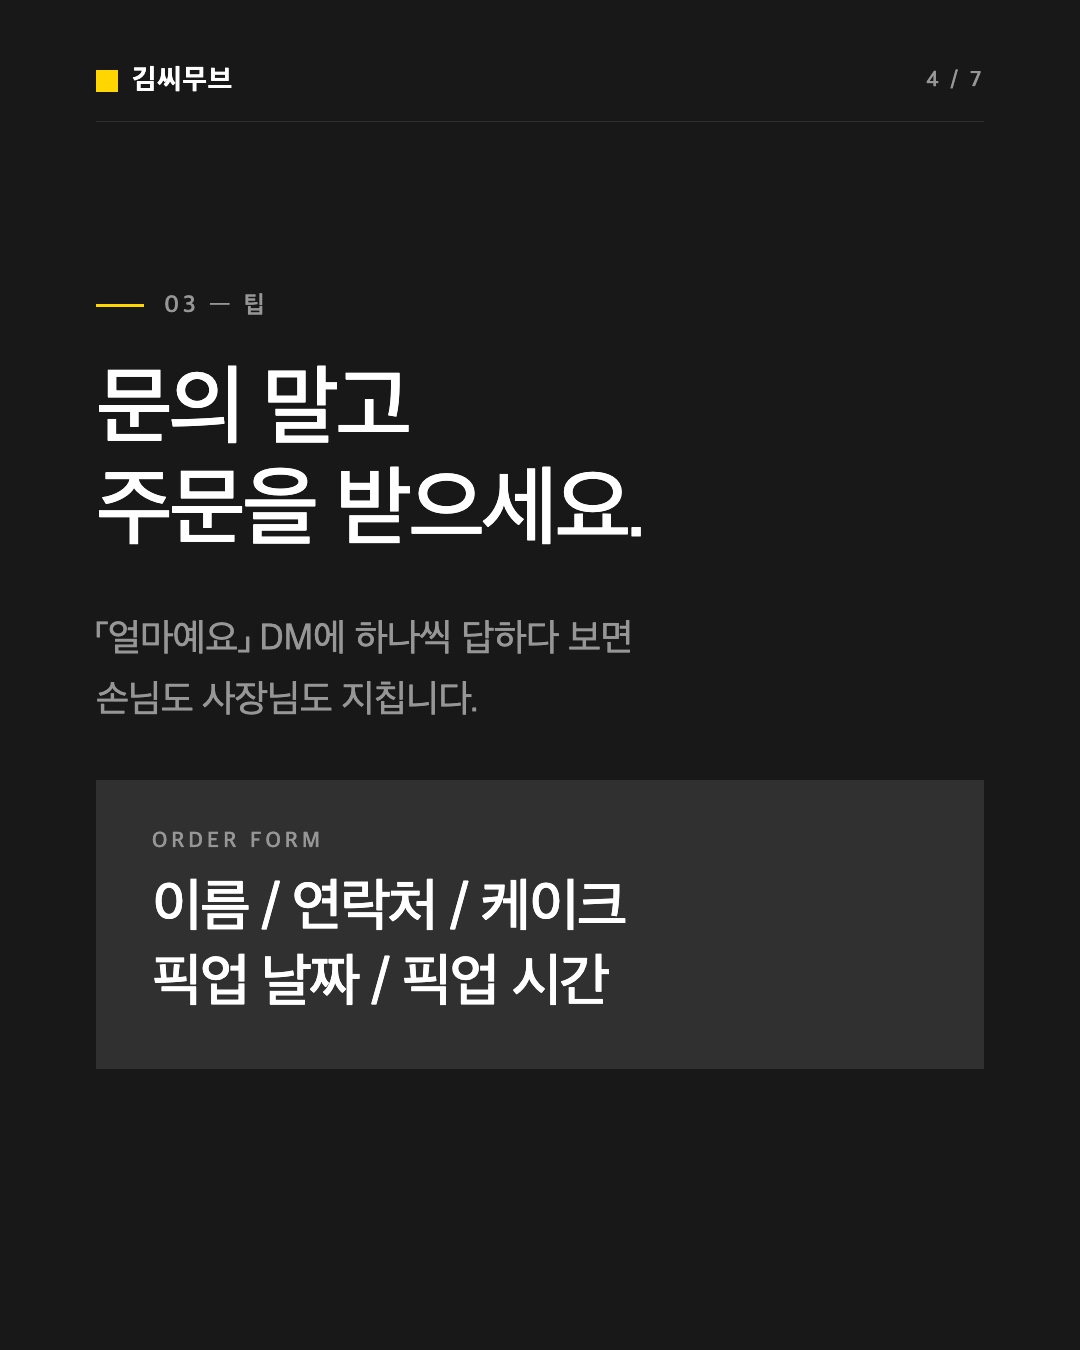 김씨무브
4 / 7
03 — 팁
문의 말고
주문을 받으세요.
「얼마예요」 DM에 하나씩 답하다 보면
손님도 사장님도 지칩니다.
ORDER FORM
이름 / 연락처 / 케이크
픽업 날짜 / 픽업 시간